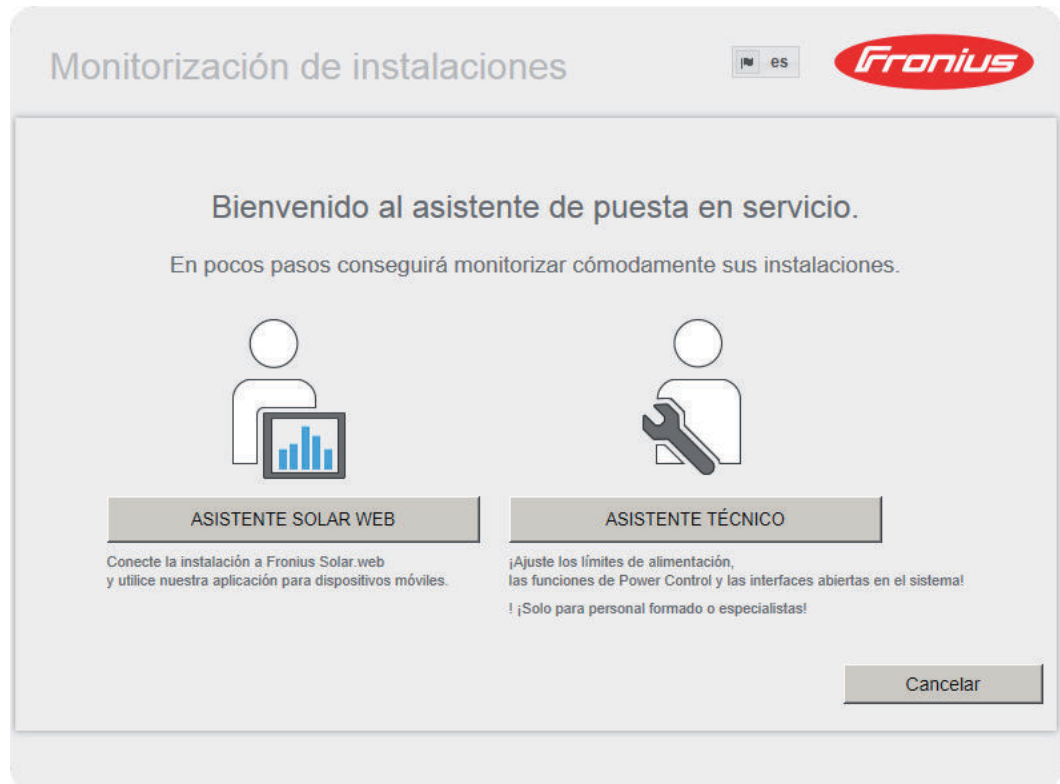 Monitorización de instalaciones
es
Fronius
Bienvenido al asistente de puesta en servicio.
En pocos pasos conseguirá monitorizar cómodamente sus instalaciones.
ASISTENTE SOLAR WEB
Conecte la instalación a Fronius Solar.web
y utilice nuestra aplicación para dispositivos móviles.
ASISTENTE TÉCNICO
¡Ajuste los límites de alimentación,
las funciones de Power Control y las interfaces abiertas en el sistema!
! ¡Solo para personal formado o especialistas!
Cancelar